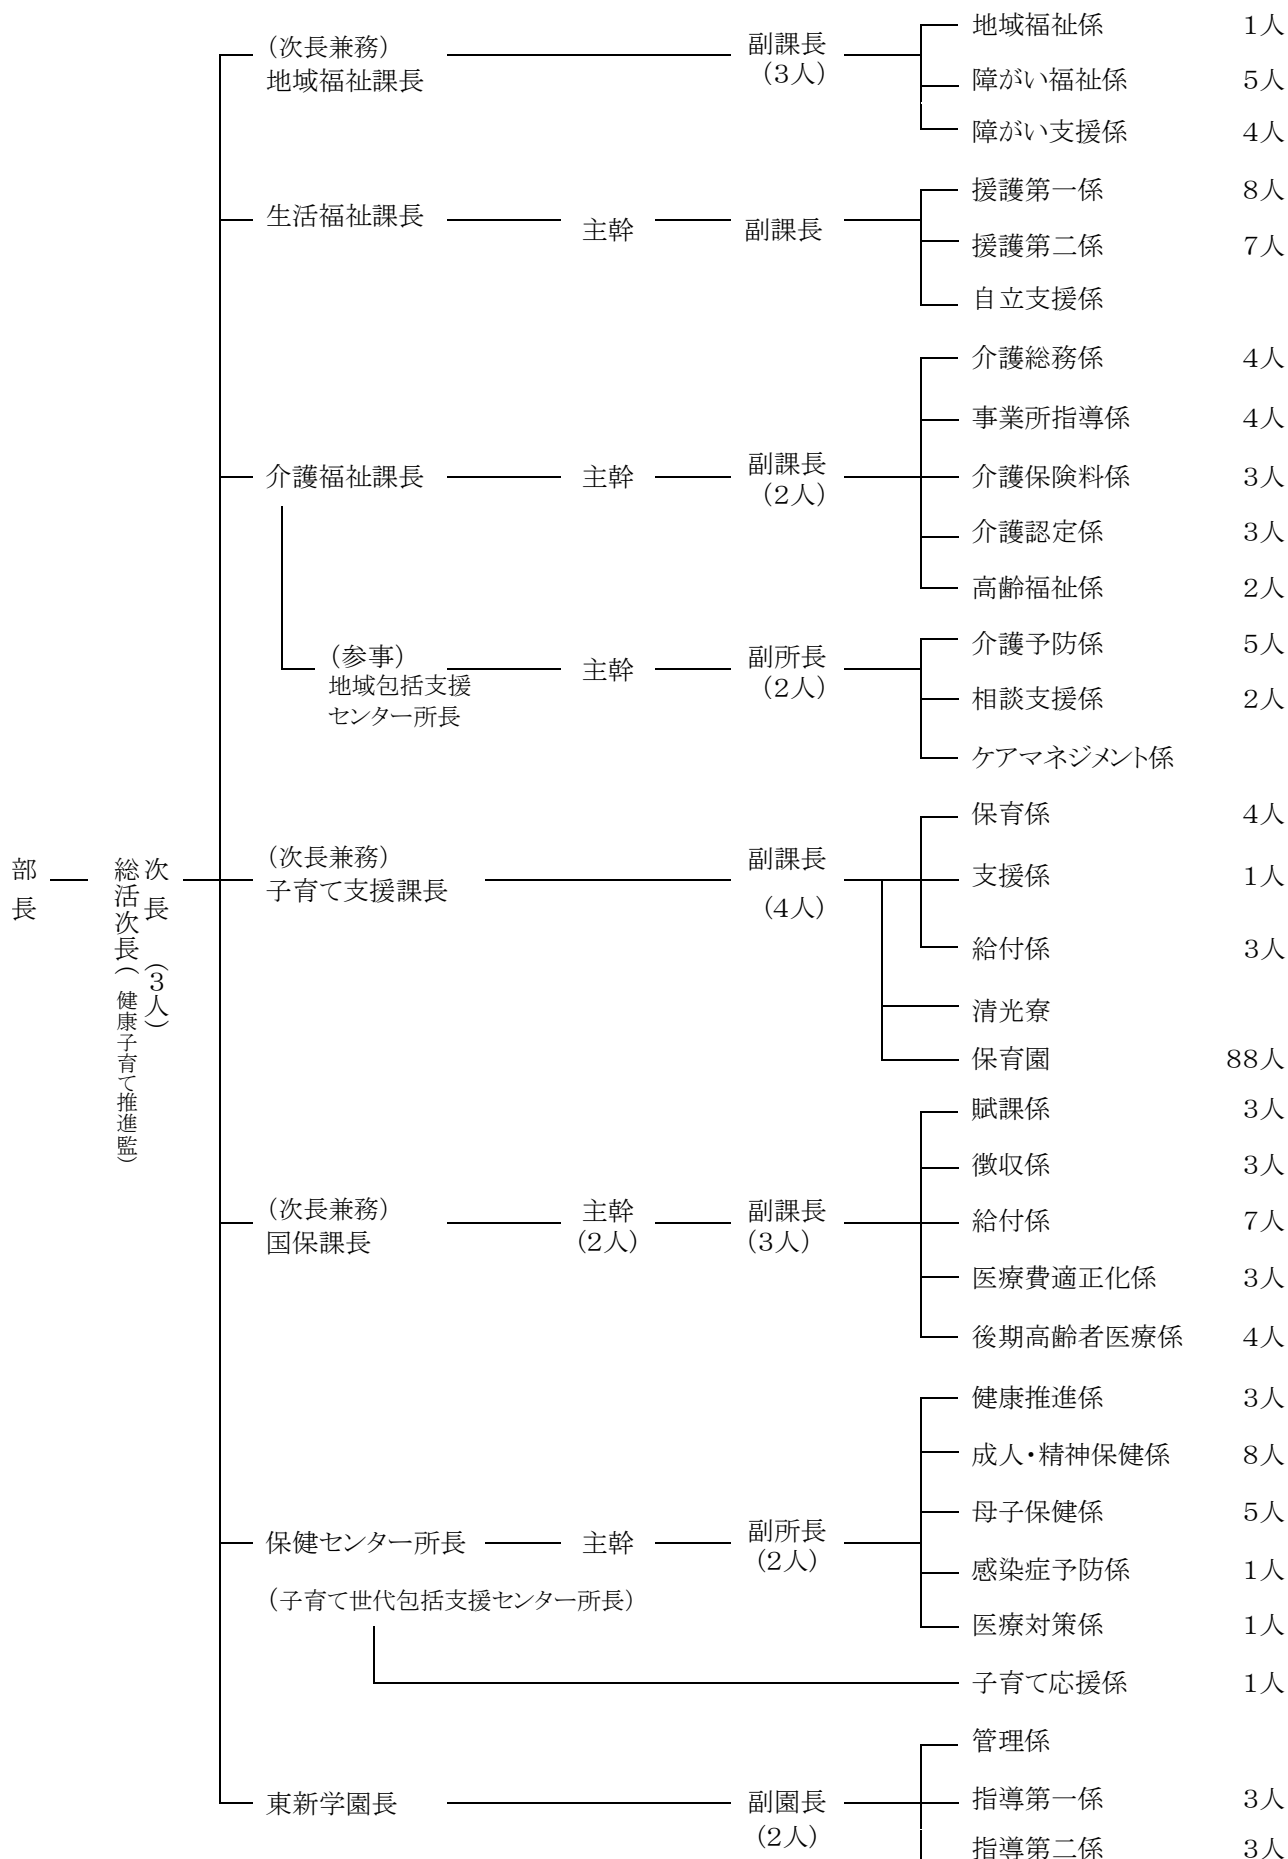 部長
総活次長(健康子育て推進監)
次長 (3人)
(次長兼務)
地域福祉課長
副課長
(3人)
地域福祉係 1人
障がい福祉係 5人
障がい支援係 4人
生活福祉課長
主幹
副課長
援護第一係 8人
援護第二係 7人
自立支援係
介護福祉課長
主幹
副課長
(2人)
介護総務係 4人
事業所指導係 4人
介護保険料係 3人
介護認定係 3人
高齢福祉係 2人
(参事)
地域包括支援
センター所長
主幹
副所長
(2人)
介護予防係 5人
相談支援係 2人
ケアマネジメント係
(次長兼務)
子育て支援課長
副課長
(4人)
保育係 4人
支援係 1人
給付係 3人
清光寮
保育園 88人
(次長兼務)
国保課長
主幹
(2人)
副課長
(3人)
賦課係 3人
徴収係 3人
給付係 7人
医療費適正化係 3人
後期高齢者医療係 4人
保健センター所長
(子育て世代包括支援センター所長)
主幹
副所長
(2人)
健康推進係 3人
成人・精神保健係 8人
母子保健係 5人
感染症予防係 1人
医療対策係 1人
子育て応援係 1人
東新学園長
副園長
(2人)
管理係
指導第一係 3人
指導第二係 3人